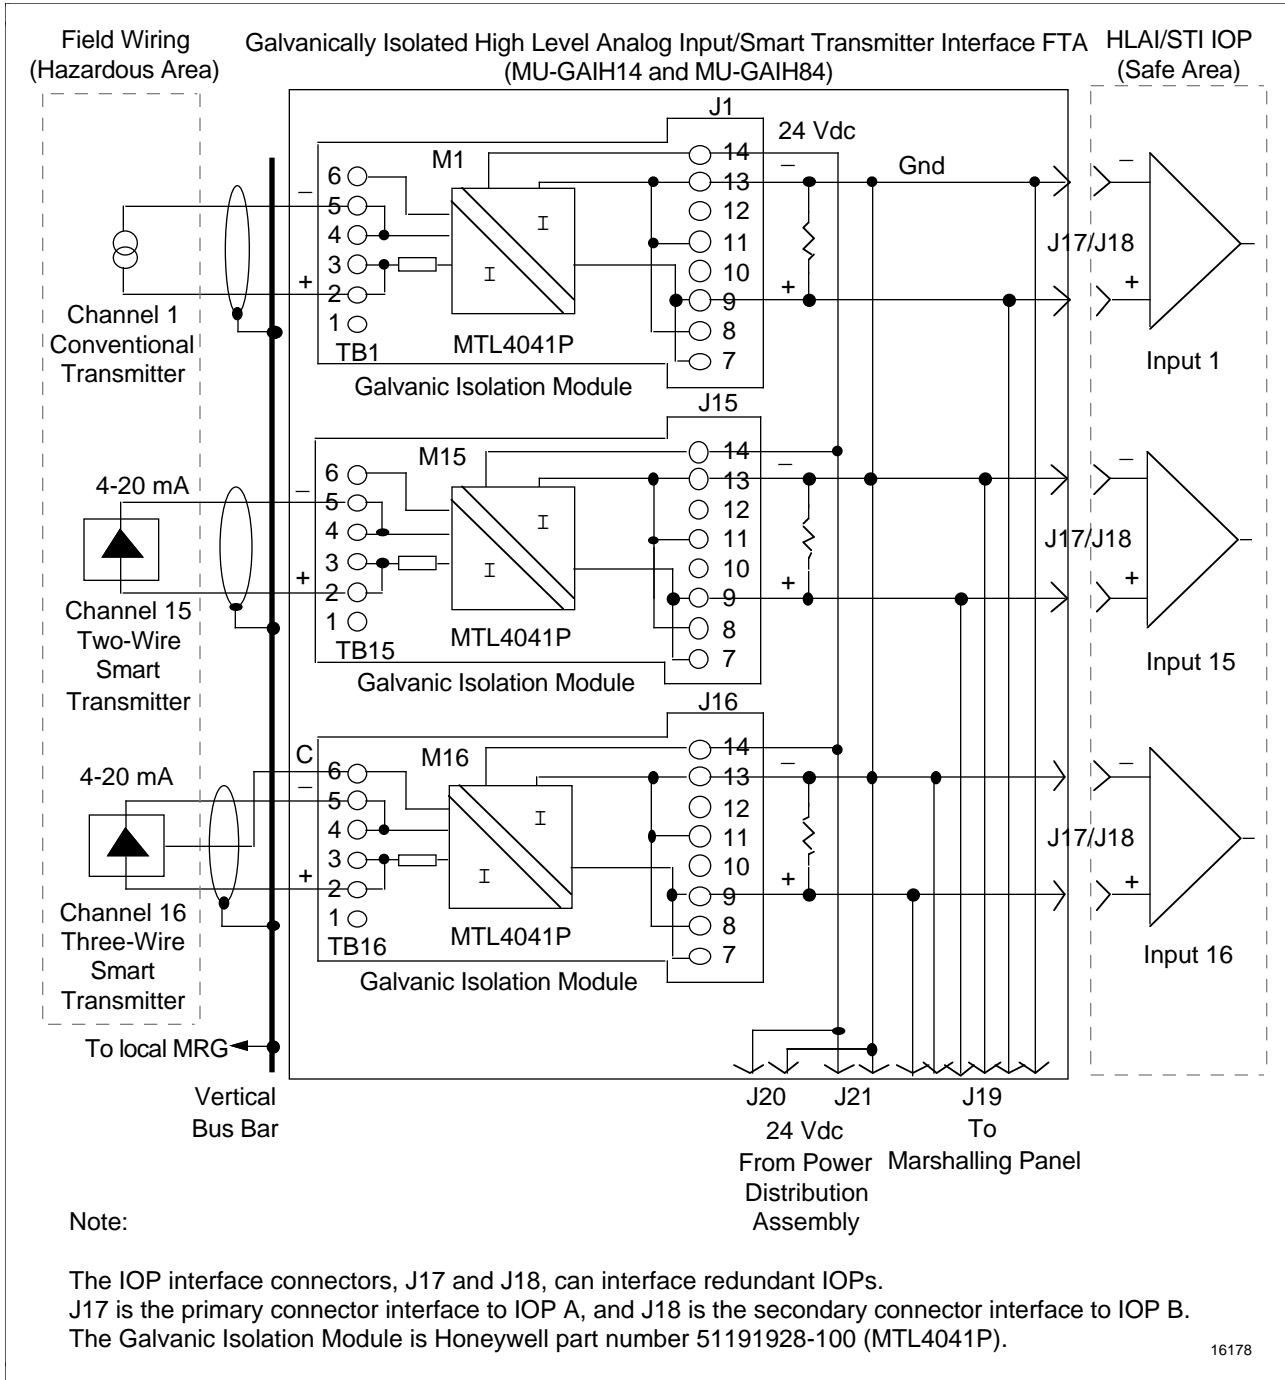 Field Wiring
(Hazardous Area)
Galvanically Isolated High Level Analog Input/Smart Transmitter Interface FTA
(MU-GAIH14 and MU-GAIH84)
HLAI/STI IOP
(Safe Area)
J1
24 Vdc
M1
14
–
Gnd
–
6
–
13
5
12
I
4
11
J17/J18
3
10
I
+
2
+
9
+
Channel 1
Conventional
Transmitter
1
8
TB1
MTL4041P
7
Input 1
Galvanic Isolation Module
J15
M15
14
–
–
6
13
4-20 mA
–
5
12
I
4
11
J17/J18
3
10
I
+
2
+
9
+
Channel 15
Two-Wire
Smart
Transmitter
1
8
TB15
MTL4041P
7
Input 15
Galvanic Isolation Module
J16
C
M16
14
–
–
6
13
4-20 mA
–
5
12
I
4
11
J17/J18
3
10
I
+
2
+
9
+
Channel 16
Three-Wire
Smart
Transmitter
1
8
TB16
MTL4041P
7
Input 16
Galvanic Isolation Module
To local MRG
Vertical
Bus Bar
J20
J21
J19
24 Vdc
From Power
Distribution
Assembly
To
Marshalling Panel
Note:
The IOP interface connectors, J17 and J18, can interface redundant IOPs.
J17 is the primary connector interface to IOP A, and J18 is the secondary connector interface to IOP B.
The Galvanic Isolation Module is Honeywell part number 51191928-100 (MTL4041P).
16178